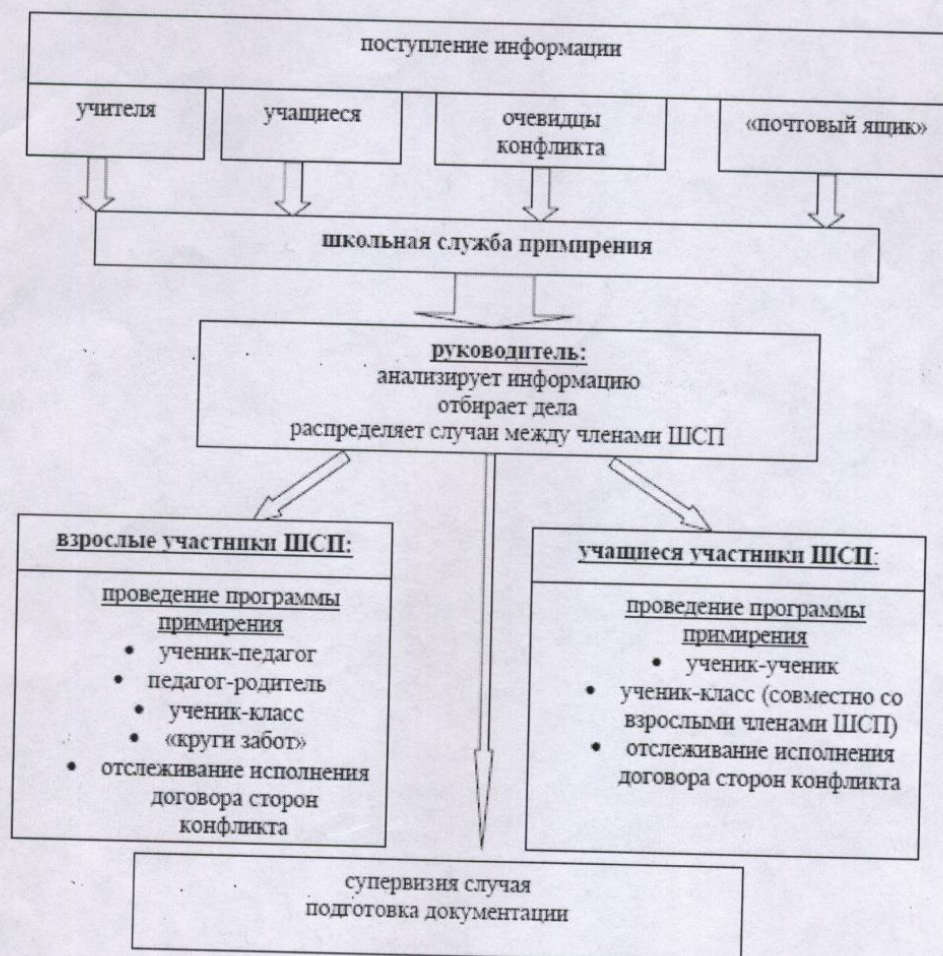 поступление информации
учителя
учащиеся
очевидцы
конфликта
«почтовый ящик»
школьная служба примирения
руководитель:
анализирует информацию
отбирает дела
распределяет случаи между членами ШСП
взрослые участники ШСП:
проведение программы
примирения
• ученик-педагог
• педагог-родитель
• ученик-класс
• «круги забот»
• отслеживание исполнения
договора сторон
конфликта
учащиеся участники ШСП:
проведение программы
примирения
• ученик-ученик
• ученик-класс (совместно со
взрослыми членами ШСП)
• отслеживание исполнения
договора сторон конфликта
супервизия случая
подготовка документации